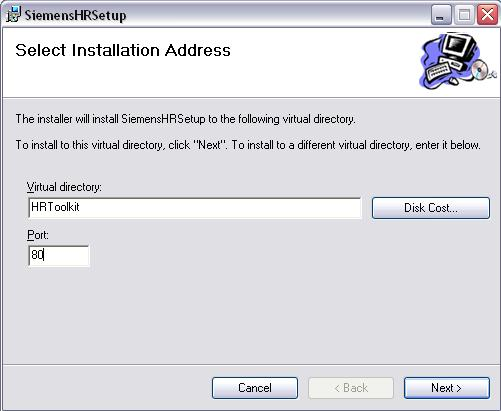 SiemensHRSetup
Select Installation Address
The installer will install SiemensHRSetup to the following virtual directory.
To install to this virtual directory, click "Next". To install to a different virtual directory, enter it below.
Virtual directory:
HRToolkit
Disk Cost...
Port:
80
Cancel
< Back
Next >